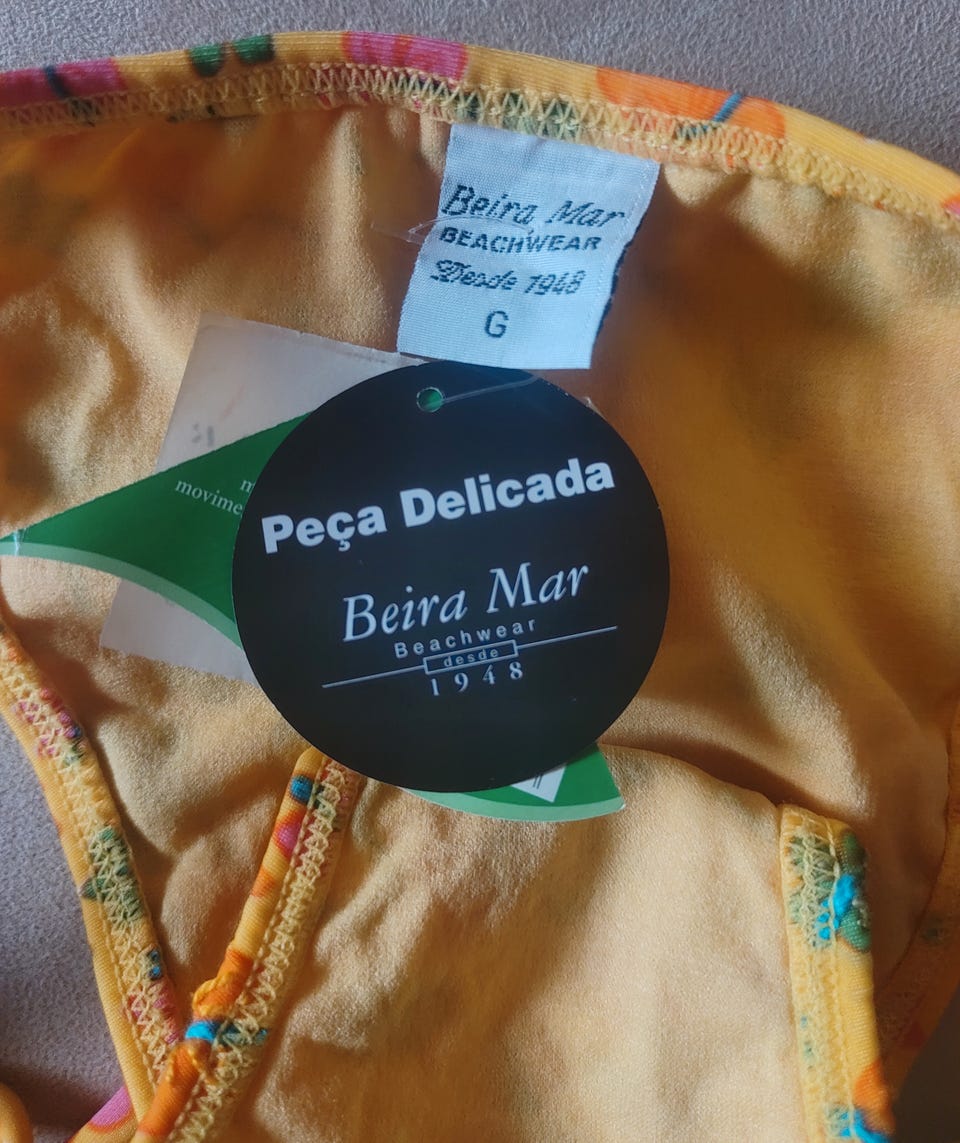 Beira Mar
BEACHWEAR
Desde 1948
G
Peça Delicada
Beira Mar
Beachwear
desde
1948